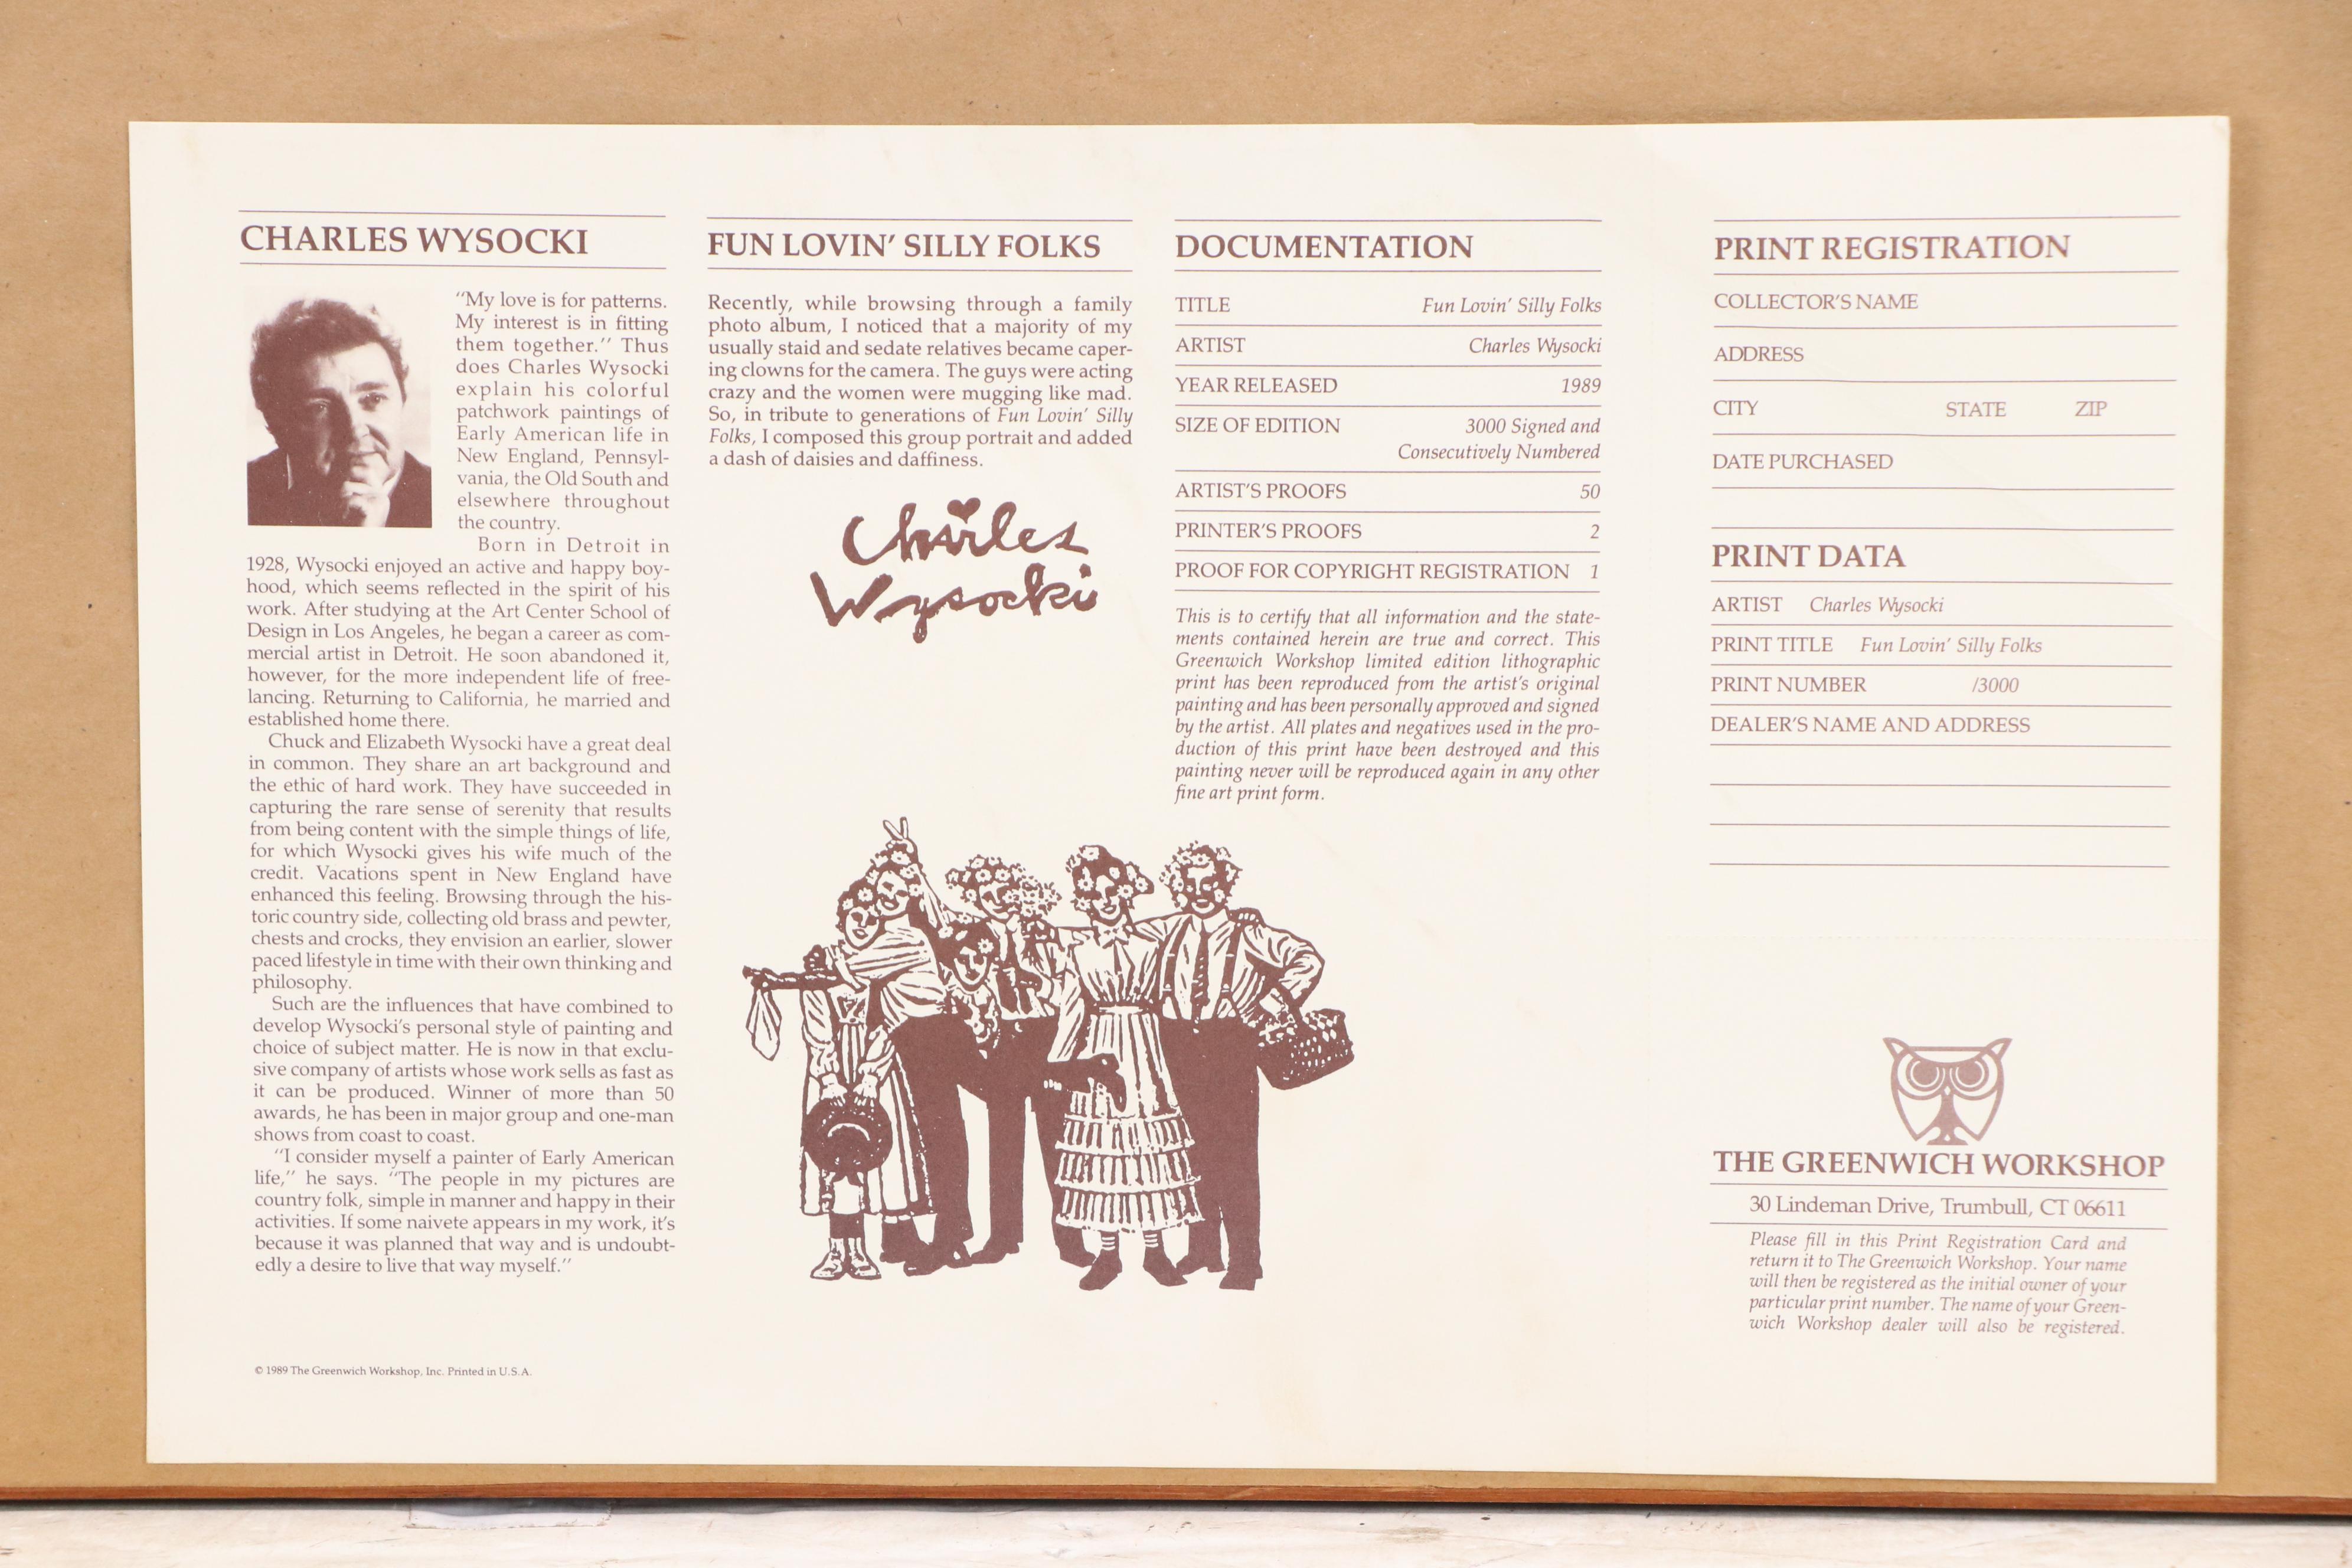 CHARLES WYSOCKI
"My love is for patterns.
My interest is in fitting
them together." Thus
does Charles Wysocki
explain his colorful
patchwork paintings of
Early American life in
New England, Pennsyl-
vania, the Old South and
elsewhere throughout
the country.
Born in Detroit in
1928, Wysocki enjoyed an active and happy boy-
hood, which seems reflected in the spirit of his
work. After studying at the Art Center School of
Design in Los Angeles, he began a career as com-
mercial artist in Detroit. He soon abandoned it,
however, for the more independent life of free-
lancing. Returning to California, he married and
established home there.
Chuck and Elizabeth Wysocki have a great deal
in common. They share an art background and
the ethic of hard work. They have succeeded in
capturing the rare sense of serenity that results
from being content with the simple things of life,
for which Wysocki gives his wife much of the
credit. Vacations spent in New England have
enhanced this feeling. Browsing through the his-
toric country side, collecting old brass and pewter,
chests and crocks, they envision an earlier, slower
paced lifestyle in time with their own thinking and
philosophy.
Such are the influences that have combined to
develop Wysocki's personal style of painting and
choice of subject matter. He is now in that exclu-
sive company of artists whose work sells as fast as
it can be produced. Winner of more than 50
awards, he has been in major group and one-man
shows from coast to coast.
"I consider myself a painter of Early American
life," he says. "The people in my pictures are
country folk, simple in manner and happy in their
activities. If some naivete appears in my work, it's
because it was planned that way and is undoubt-
edly a desire to live that way myself."
© 1989 The Greenwich Workshop, Inc. Printed in U.S.A.
FUN LOVIN' SILLY FOLKS
Recently, while browsing through a family
photo album, I noticed that a majority of my
usually staid and sedate relatives became caper-
ing clowns for the camera. The guys were acting
crazy and the women were mugging like mad.
So, in tribute to generations of Fun Lovin' Silly
Folks, I composed this group portrait and added
a dash of daisies and daffiness.
Charles
Wysocki
DOCUMENTATION
TITLE Fun Lovin' Silly Folks
ARTIST Charles Wysocki
YEAR RELEASED 1989
SIZE OF EDITION 3000 Signed and
Consecutively Numbered
ARTIST'S PROOFS 50
PRINTER'S PROOFS 2
PROOF FOR COPYRIGHT REGISTRATION 1
This is to certify that all information and the state-
ments contained herein are true and correct. This
Greenwich Workshop limited edition lithographic
print has been reproduced from the artist's original
painting and has been personally approved and signed
by the artist. All plates and negatives used in the pro-
duction of this print have been destroyed and this
painting never will be reproduced again in any other
fine art print form.
PRINT REGISTRATION
COLLECTOR'S NAME
ADDRESS
CITY STATE ZIP
DATE PURCHASED
PRINT DATA
ARTIST Charles Wysocki
PRINT TITLE Fun Lovin' Silly Folks
PRINT NUMBER /3000
DEALER'S NAME AND ADDRESS
THE GREENWICH WORKSHOP
30 Lindeman Drive, Trumbull, CT 06611
Please fill in this Print Registration Card and
return it to The Greenwich Workshop. Your name
will then be registered as the initial owner of your
particular print number. The name of your Green-
wich Workshop dealer will also be registered.